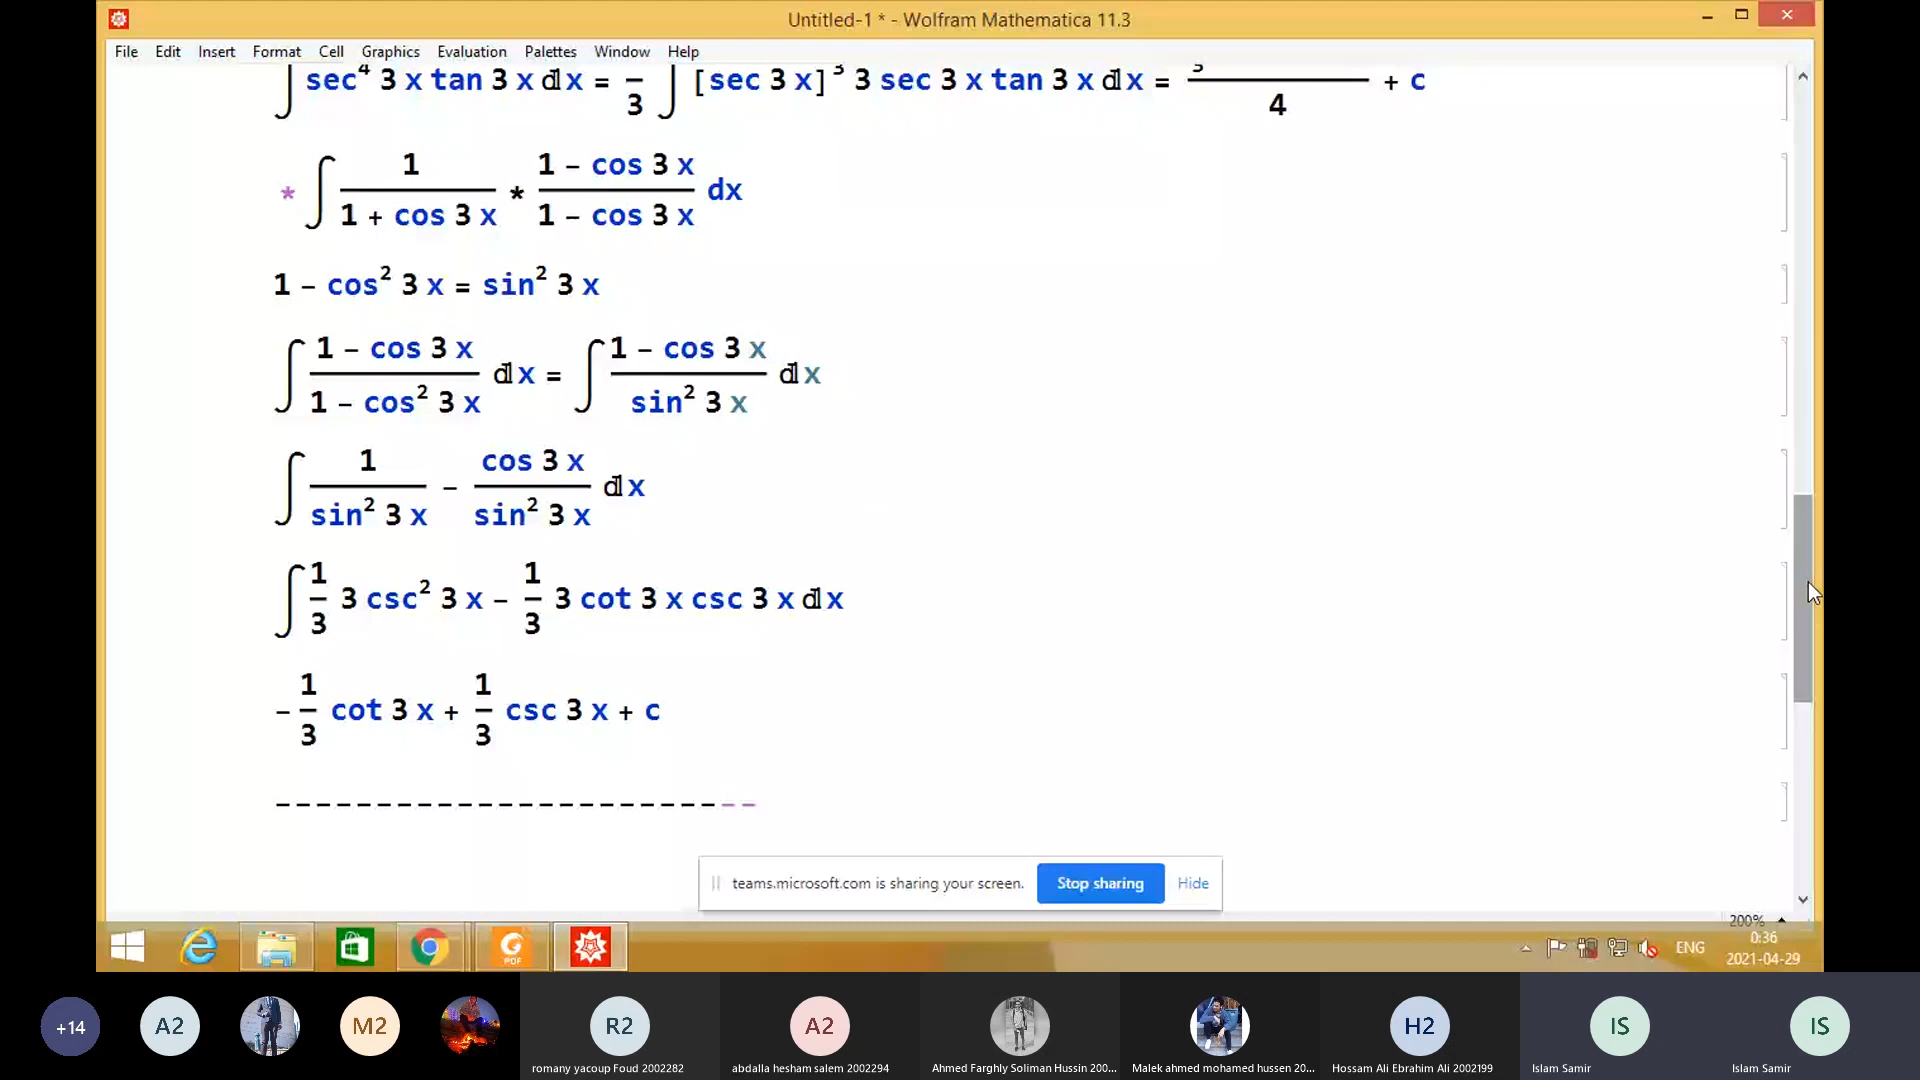 Untitled-1 * - Wolfram Mathematica 11.3
File Edit Insert Format Cell Graphics Evaluation Palettes Window Help
∫ sec⁴ 3 x tan 3 x ⅆx = ─/3 ∫ [sec 3 x]³ 3 sec 3 x tan 3 x ⅆx = ─/4 + c
* ∫ 1/(1 + cos 3 x) * (1 - cos 3 x)/(1 - cos 3 x) dx
1 - cos² 3 x = sin² 3 x
∫ (1 - cos 3 x)/(1 - cos² 3 x) ⅆx = ∫ (1 - cos 3 x)/(sin² 3 x) ⅆx
∫ 1/(sin² 3 x) - (cos 3 x)/(sin² 3 x) ⅆx
∫ 1/3 3 csc² 3 x - 1/3 3 cot 3 x csc 3 x ⅆx
- 1/3 cot 3 x + 1/3 csc 3 x + c
-----------------------
teams.microsoft.com is sharing your screen. Stop sharing Hide
200%
PDF
ENG
0:36
2021-04-29
+14 A2 M2 R2 A2 H2 IS IS
romany yacoup Foud 2002282 abdalla hesham salem 2002294 Ahmed Farghly Soliman Hussin 200... Malek ahmed mohamed hussen 20... Hossam Ali Ebrahim Ali 2002199 Islam Samir Islam Samir